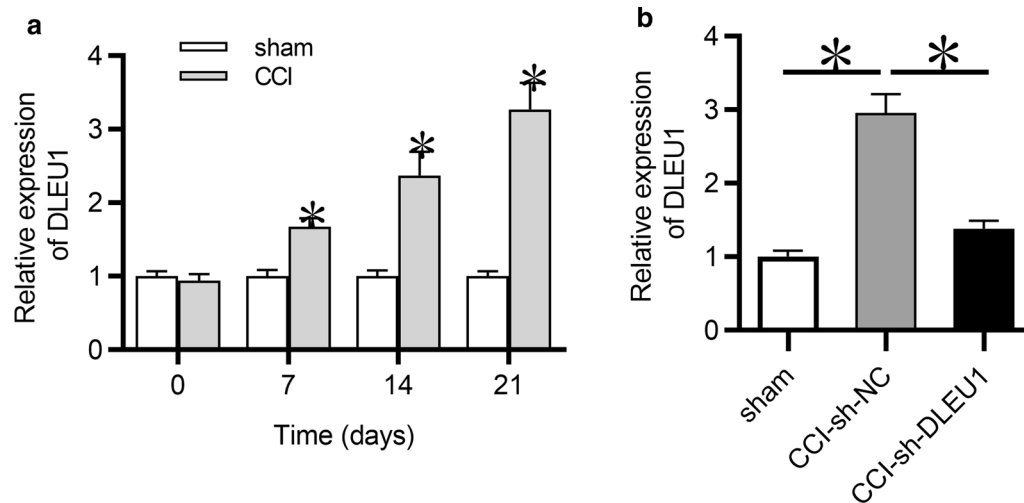 a
sham
CCI
Relative expression
of DLEU1
4
3
2
1
0
*
*
*
0 7 14 21
Time (days)
b
Relative expression
of DLEU1
4
3
2
1
0
* *
sham
CCI-sh-NC
CCI-sh-DLEU1